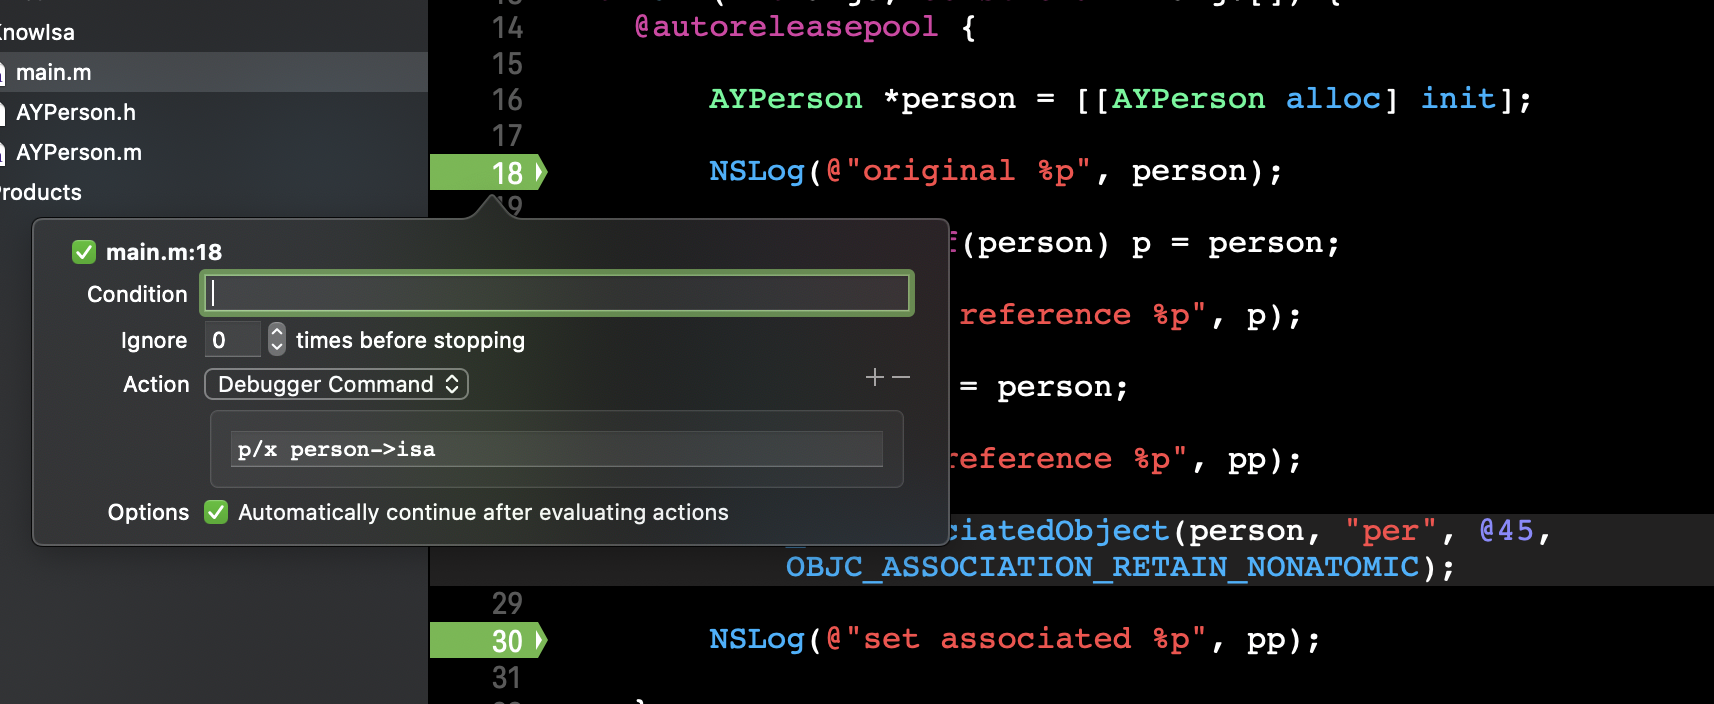 nowIsa
main.m
AYPerson.h
AYPerson.m
roducts
14 @autoreleasepool {
15
16 AYPerson *person = [[AYPerson alloc] init];
17
18 NSLog(@"original %p", person);
19
(person) p = person;
reference %p", p);
= person;
eference %p", pp);
ciatedObject(person, "per", @45,
OBJC_ASSOCIATION_RETAIN_NONATOMIC);
29
30 NSLog(@"set associated %p", pp);
31
main.m:18
Condition
Ignore 0 times before stopping
Action Debugger Command
p/x person->isa
Options Automatically continue after evaluating actions